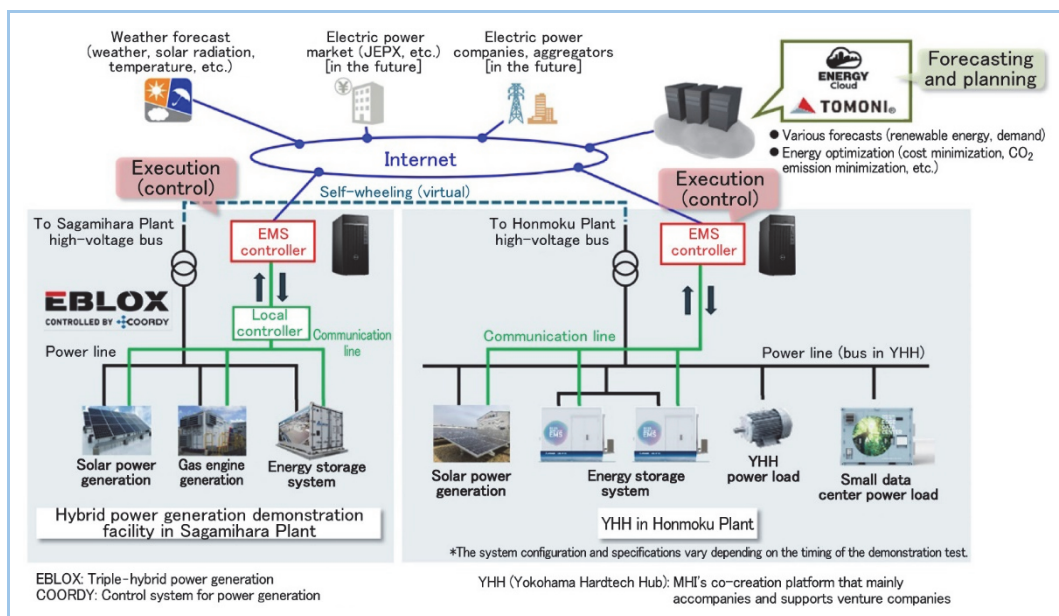 Weather forecast
(weather, solar radiation,
temperature, etc.)
Electric power
market (JEPX, etc.)
[in the future]
Electric power
companies, aggregators
[in the future]
ENERGY
Cloud
TOMONI®
Forecasting
and planning
● Various forecasts (renewable energy, demand)
● Energy optimization (cost minimization, CO₂
emission minimization, etc.)
Internet
Execution
(control)
Execution
(control)
Self-wheeling (virtual)
To Sagamihara Plant
high-voltage bus
EMS
controller
EBLOX
CONTROLLED BY COORDY
Local
controller
Communication
line
Power line
Solar power
generation
Gas engine
generation
Energy storage
system
Hybrid power generation demonstration
facility in Sagamihara Plant
To Honmoku Plant
high-voltage bus
EMS
controller
Communication line
Power line (bus in YHH)
Solar power
generation
EMS
EMS
Energy storage
system
YHH
power load
Small data
center power load
YHH in Honmoku Plant
*The system configuration and specifications vary depending on the timing of the demonstration test.
EBLOX: Triple-hybrid power generation
COORDY: Control system for power generation
YHH (Yokohama Hardtech Hub): MHI's co-creation platform that mainly
accompanies and supports venture companies